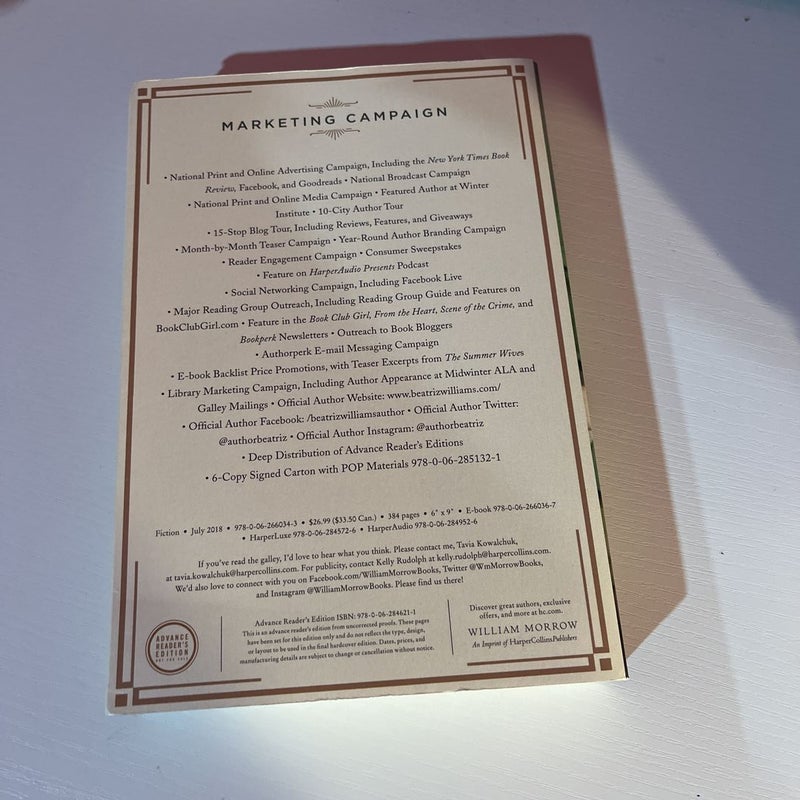 MARKETING CAMPAIGN
• National Print and Online Advertising Campaign, Including the New York Times Book
Review, Facebook, and Goodreads • National Broadcast Campaign
• National Print and Online Media Campaign • Featured Author at Winter
Institute • 10-City Author Tour
• 15-Stop Blog Tour, Including Reviews, Features, and Giveaways
• Month-by-Month Teaser Campaign • Year-Round Author Branding Campaign
• Reader Engagement Campaign • Consumer Sweepstakes
• Feature on HarperAudio Presents Podcast
• Social Networking Campaign, Including Facebook Live
• Major Reading Group Outreach, Including Reading Group Guide and Features on
BookClubGirl.com • Feature in the Book Club Girl, From the Heart, Scene of the Crime, and
Bookperk Newsletters • Outreach to Book Bloggers
• Authorperk E-mail Messaging Campaign
• E-book Backlist Price Promotions, with Teaser Excerpts from The Summer Wives
• Library Marketing Campaign, Including Author Appearance at Midwinter ALA and
Galley Mailings • Official Author Website: www.beatrizwilliams.com/
• Official Author Facebook: /beatrizwilliamsauthor • Official Author Twitter:
@authorbeatriz • Official Author Instagram: @authorbeatriz
• Deep Distribution of Advance Reader's Editions
• 6-Copy Signed Carton with POP Materials 978-0-06-285132-1
Fiction • July 2018 • 978-0-06-266034-3 • $26.99 ($33.50 Can.) • 384 pages • 6" x 9" • E-book 978-0-06-266036-7
• HarperLuxe 978-0-06-284572-6 • HarperAudio 978-0-06-284952-6
If you've read the galley, I'd love to hear what you think. Please contact me, Tavia Kowalchuk,
at tavia.kowalchuk@harpercollins.com. For publicity, contact Kelly Rudolph at kelly.rudolph@harpercollins.com.
We'd also love to connect with you on Facebook.com/WilliamMorrowBooks, Twitter @WmMorrowBooks,
and Instagram @WilliamMorrowBooks. Please find us there!
ADVANCE
READER'S
EDITION
NOT FOR SALE
Advance Reader's Edition ISBN: 978-0-06-284621-1
This is an advance reader's edition from uncorrected proofs. These pages
have been set for this edition only and do not reflect the type, design,
or layout to be used in the final hardcover edition. Dates, prices, and
manufacturing details are subject to change or cancellation without notice.
Discover great authors, exclusive
offers, and more at hc.com.
WILLIAM MORROW
An Imprint of HarperCollinsPublishers